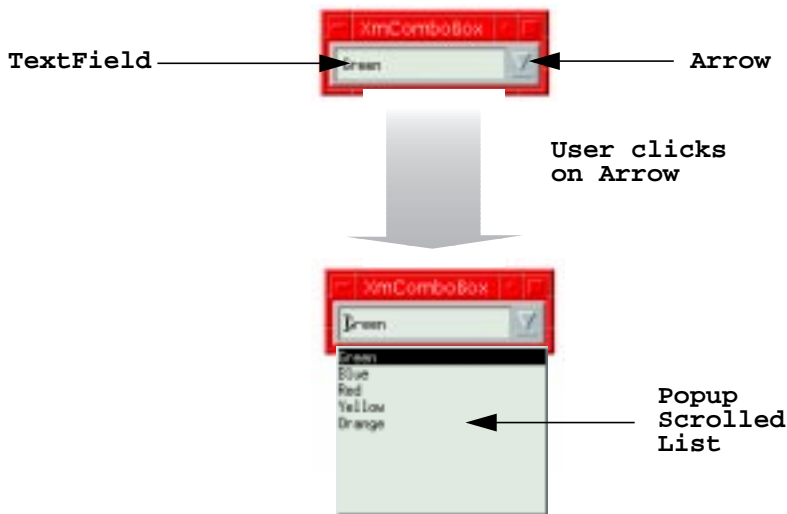 XmComboBox
TextField
Green
Arrow
User clicks
on Arrow
XmComboBox
Green
Green
Blue
Red
Yellow
Orange
Popup
Scrolled
List